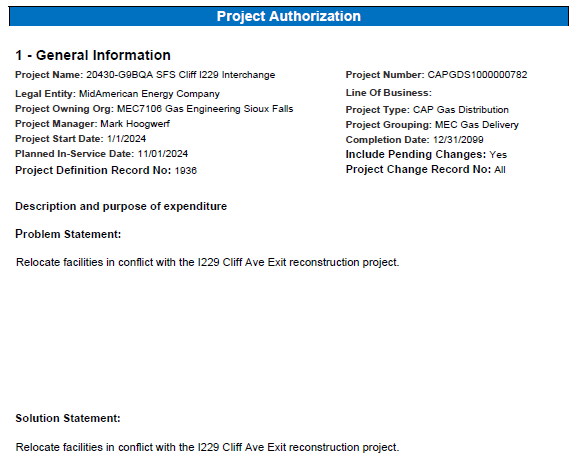 Project Authorization
1 - General Information
Project Name: 20430-G9BQA SFS Cliff I229 Interchange
Project Number: CAPGDS1000000782
Legal Entity: MidAmerican Energy Company
Line Of Business:
Project Owning Org: MEC7106 Gas Engineering Sioux Falls
Project Type: CAP Gas Distribution
Project Manager: Mark Hoogwerf
Project Grouping: MEC Gas Delivery
Project Start Date: 1/1/2024
Completion Date: 12/31/2099
Planned In-Service Date: 11/01/2024
Include Pending Changes: Yes
Project Definition Record No: 1936
Project Change Record No: All
Description and purpose of expenditure
Problem Statement:
Relocate facilities in conflict with the I229 Cliff Ave Exit reconstruction project.
Solution Statement:
Relocate facilities in conflict with the I229 Cliff Ave Exit reconstruction project.